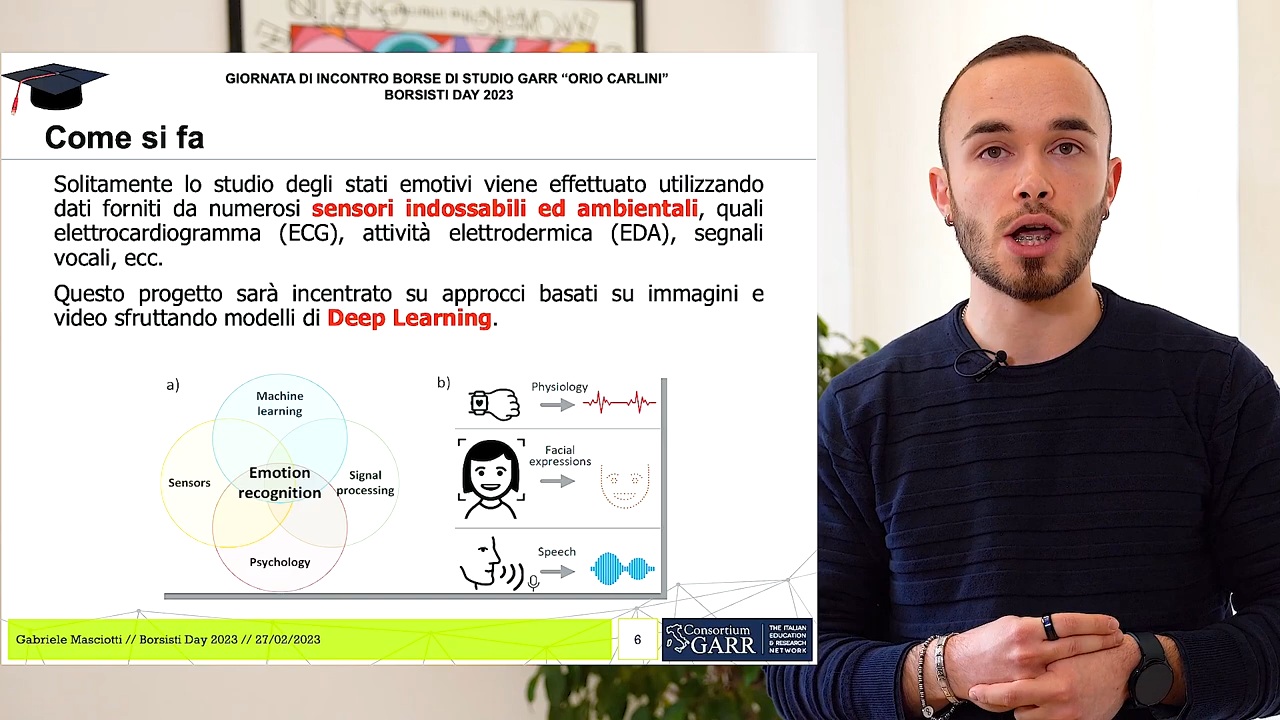 GIORNATA DI INCONTRO BORSE DI STUDIO GARR “ORIO CARLINI”
BORSISTI DAY 2023
Come si fa
Solitamente lo studio degli stati emotivi viene effettuato utilizzando
dati forniti da numerosi sensori indossabili ed ambientali, quali
elettrocardiogramma (ECG), attività elettrodermica (EDA), segnali
vocali, ecc.
Questo progetto sarà incentrato su approcci basati su immagini e
video sfruttando modelli di Deep Learning.
a)
Machine
learning
Sensors
Emotion
recognition
Signal
processing
Psychology
b)
Physiology
Facial
expressions
Speech
Gabriele Masciotti // Borsisti Day 2023 // 27/02/2023
6
Consortium
GARR
THE ITALIAN
EDUCATION
& RESEARCH
NETWORK